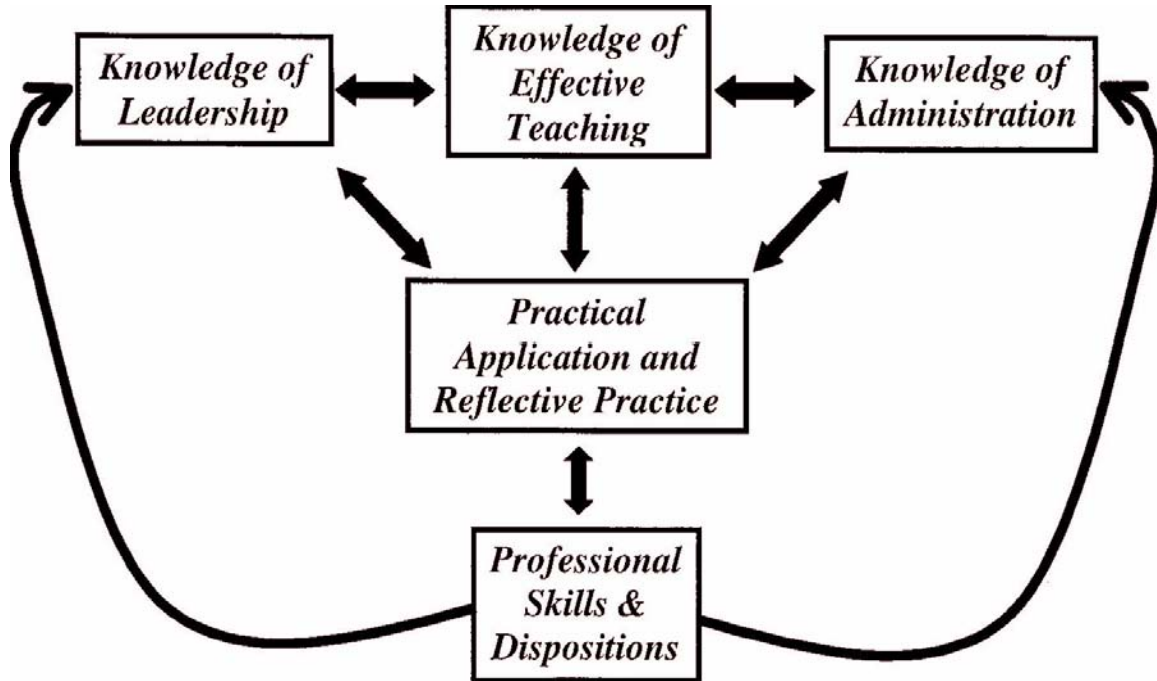 Knowledge of
Leadership
Knowledge of
Effective
Teaching
Knowledge of
Administration
Practical
Application and
Reflective Practice
Professional
Skills &
Dispositions